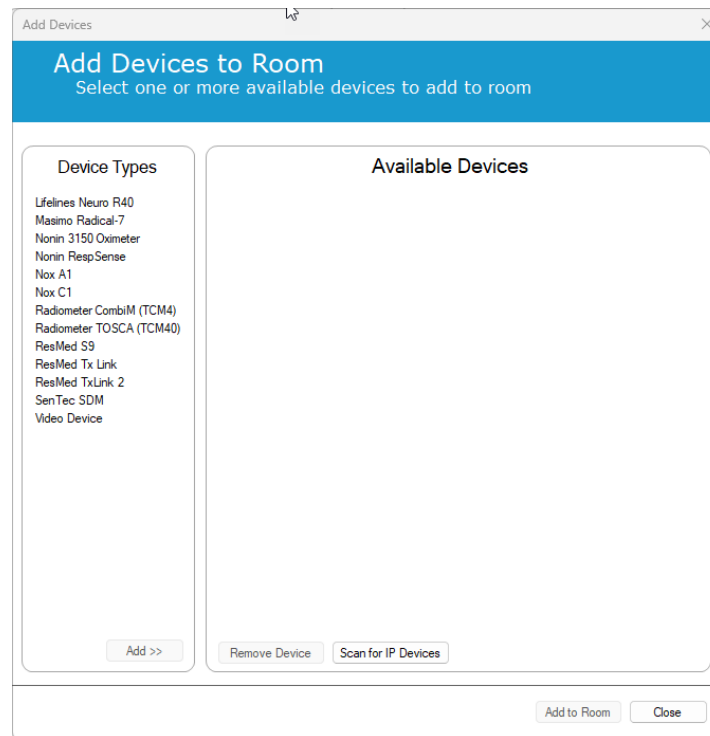 Add Devices
Add Devices to Room
Select one or more available devices to add to room
Device Types
Lifelines Neuro R40
Masimo Radical-7
Nonin 3150 Oximeter
Nonin RespSense
Nox A1
Nox C1
Radiometer CombiM (TCM4)
Radiometer TOSCA (TCM40)
ResMed S9
ResMed Tx Link
ResMed TxLink 2
SenTec SDM
Video Device
Add >>
Available Devices
Remove Device
Scan for IP Devices
Add to Room
Close